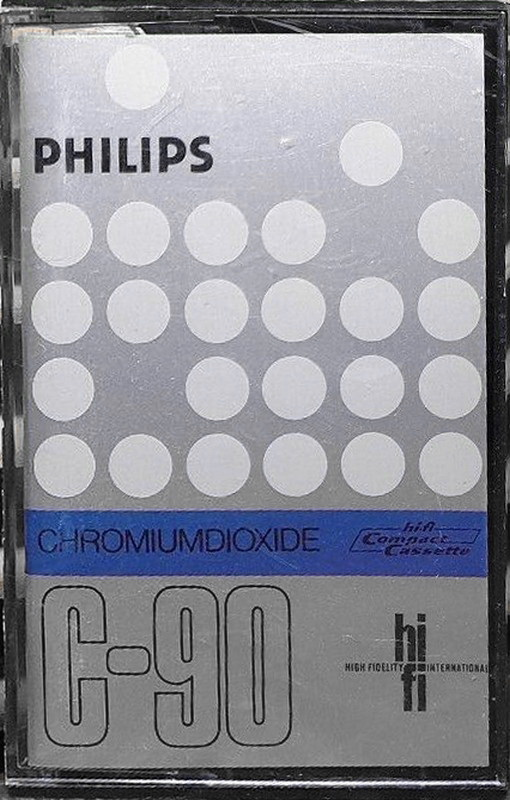 PHILIPS
CHROMIUMDIOXIDE
hi-fi
Compact
Cassette
C-90
hi
HIGH FIDELITY INTERNATIONAL
fi